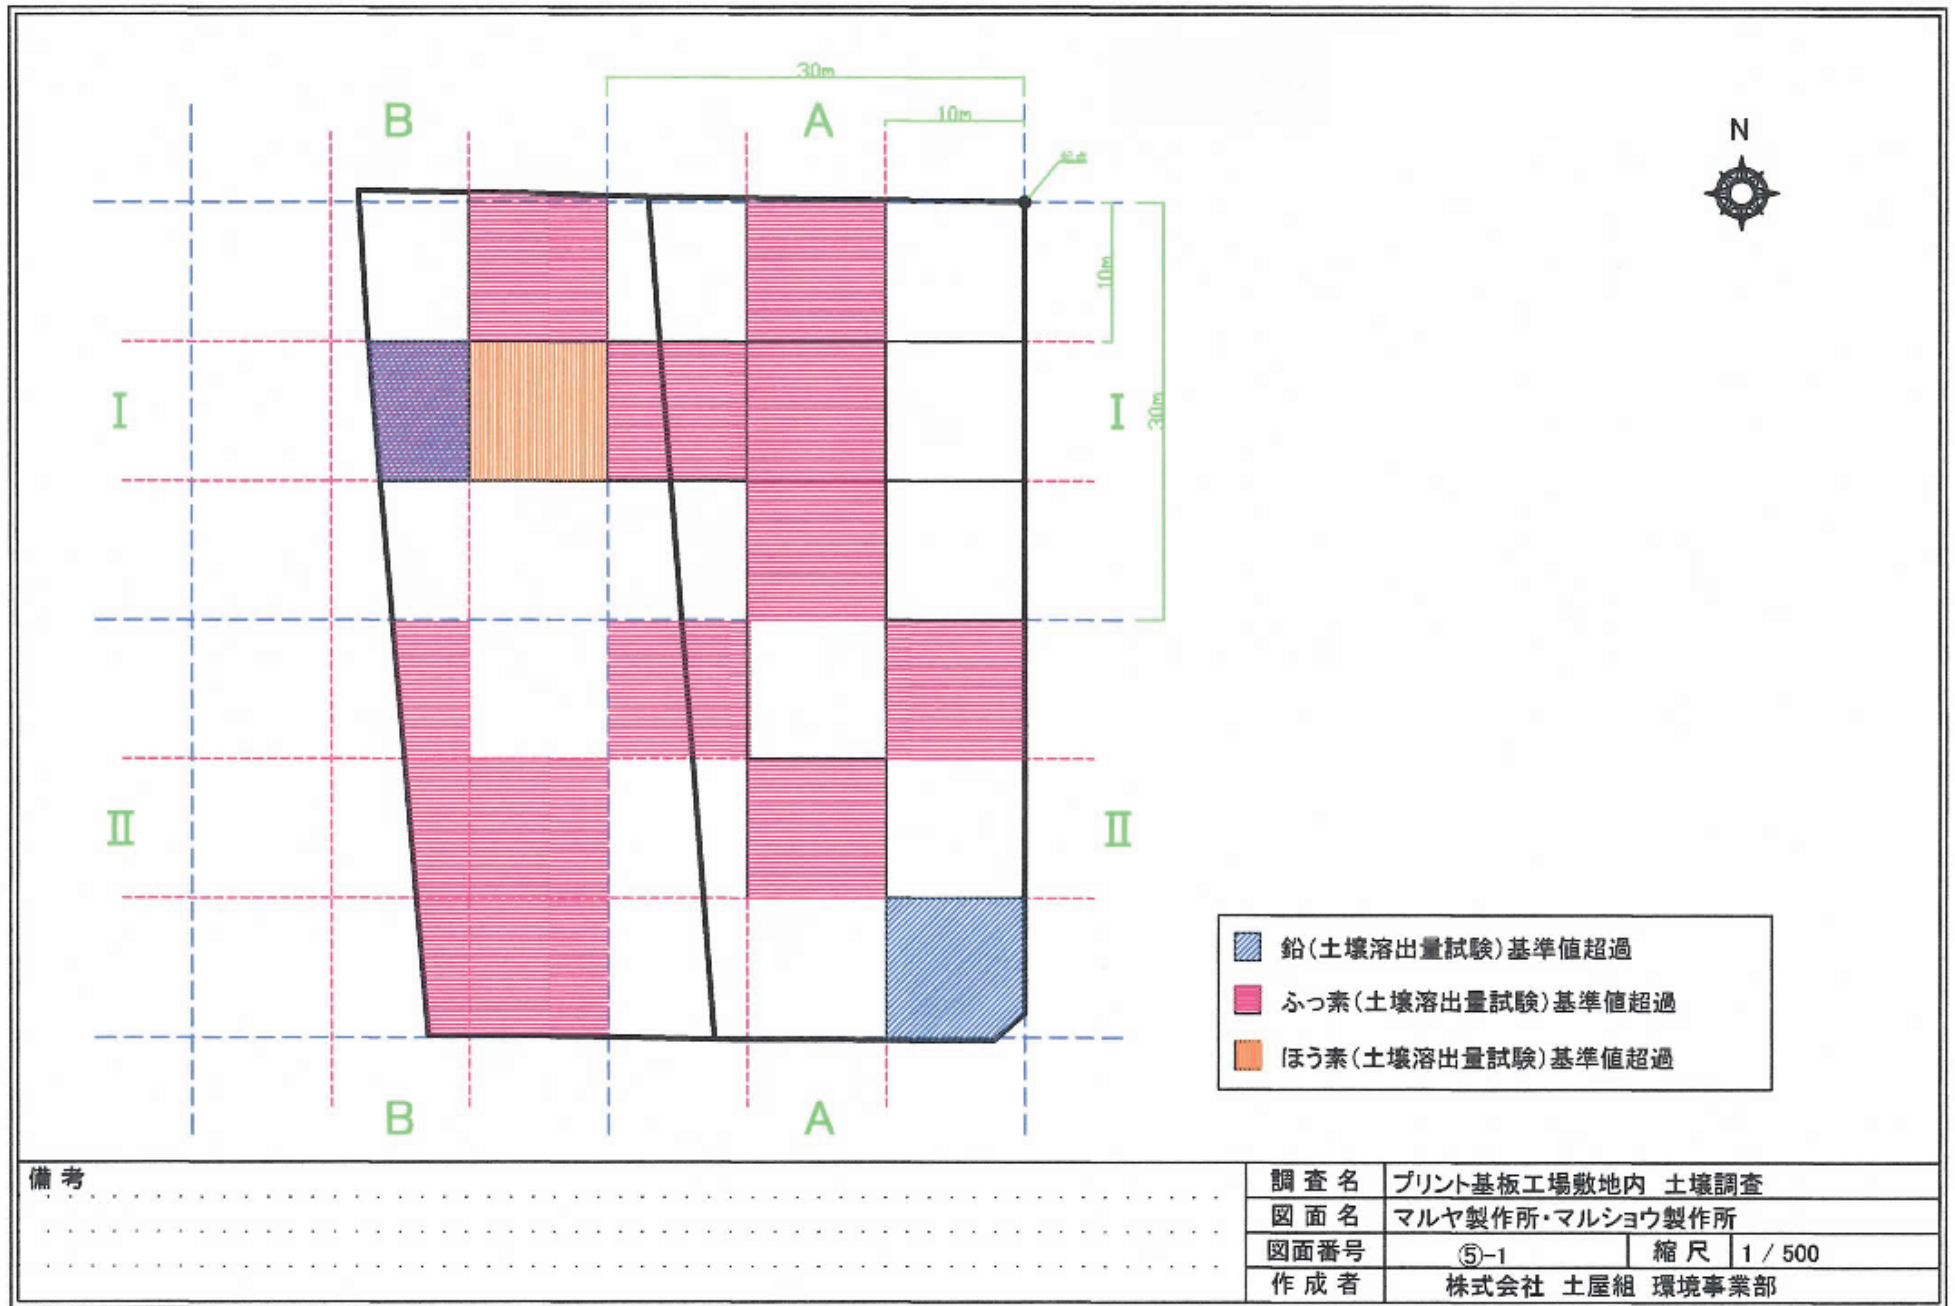 30m
B
A
10m
N
起点
10m
I
I
30m
II
II
鉛(土壌溶出量試験)基準値超過
ふっ素(土壌溶出量試験)基準値超過
ほう素(土壌溶出量試験)基準値超過
B
A
備考
調査名 プリント基板工場敷地内 土壌調査
図面名 マルヤ製作所・マルショウ製作所
図面番号 ⑤-1 縮尺 1 / 500
作成者 株式会社 土屋組 環境事業部